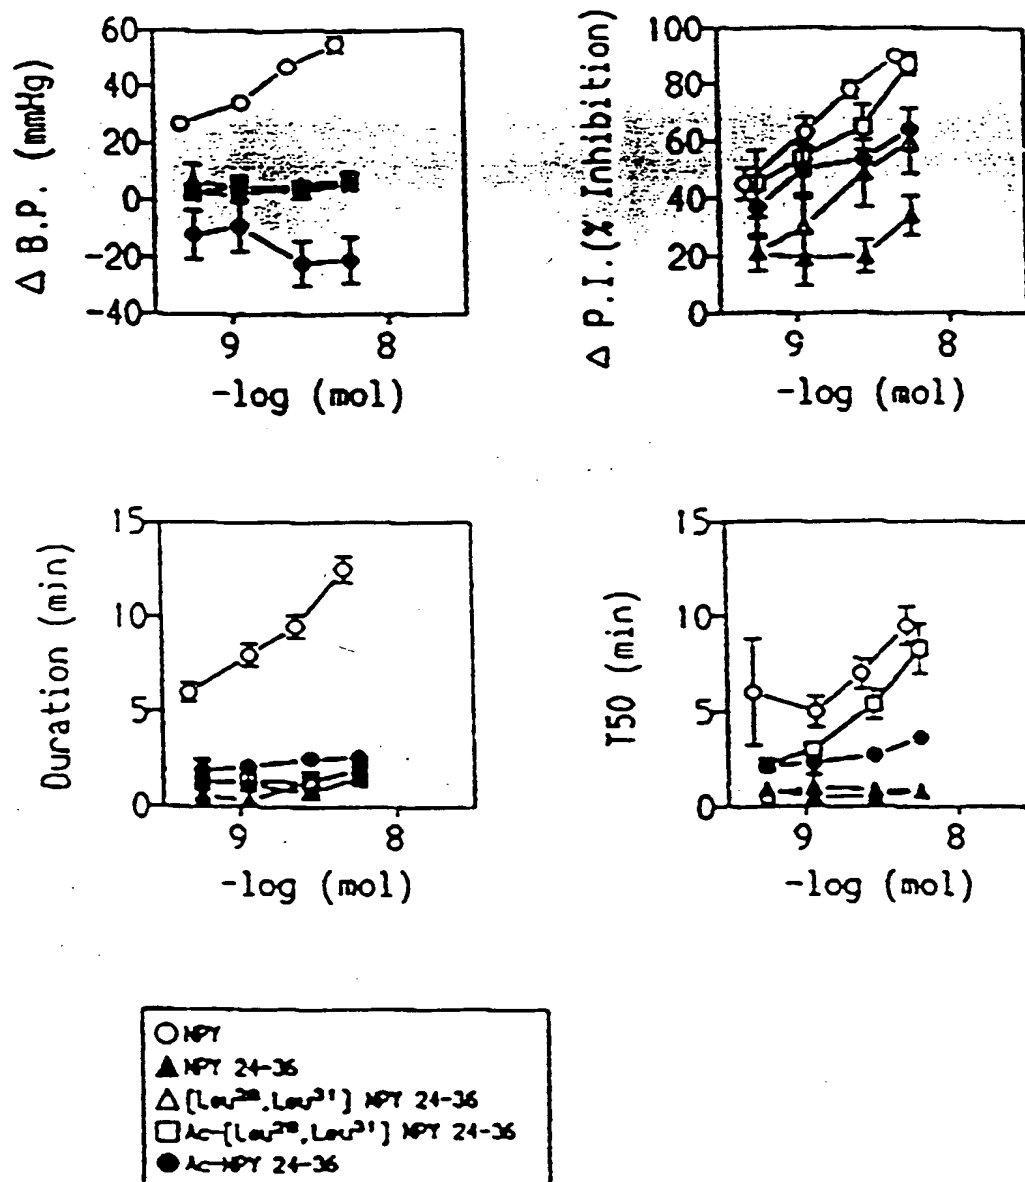 Δ B.P. (mmHg)
60
40
20
0
-20
-40
9 8
-log (mol)
Δ P.I.(% Inhibition)
100
80
60
40
20
0
9 8
-log (mol)
Duration (min)
15
10
5
0
9 8
-log (mol)
T50 (min)
15
10
5
0
9 8
-log (mol)
○ NPY
▲ NPY 24-36
△ [Leu²⁸,Leu³¹] NPY 24-36
□ Ac-[Leu²⁸,Leu³¹] NPY 24-36
● Ac-NPY 24-36